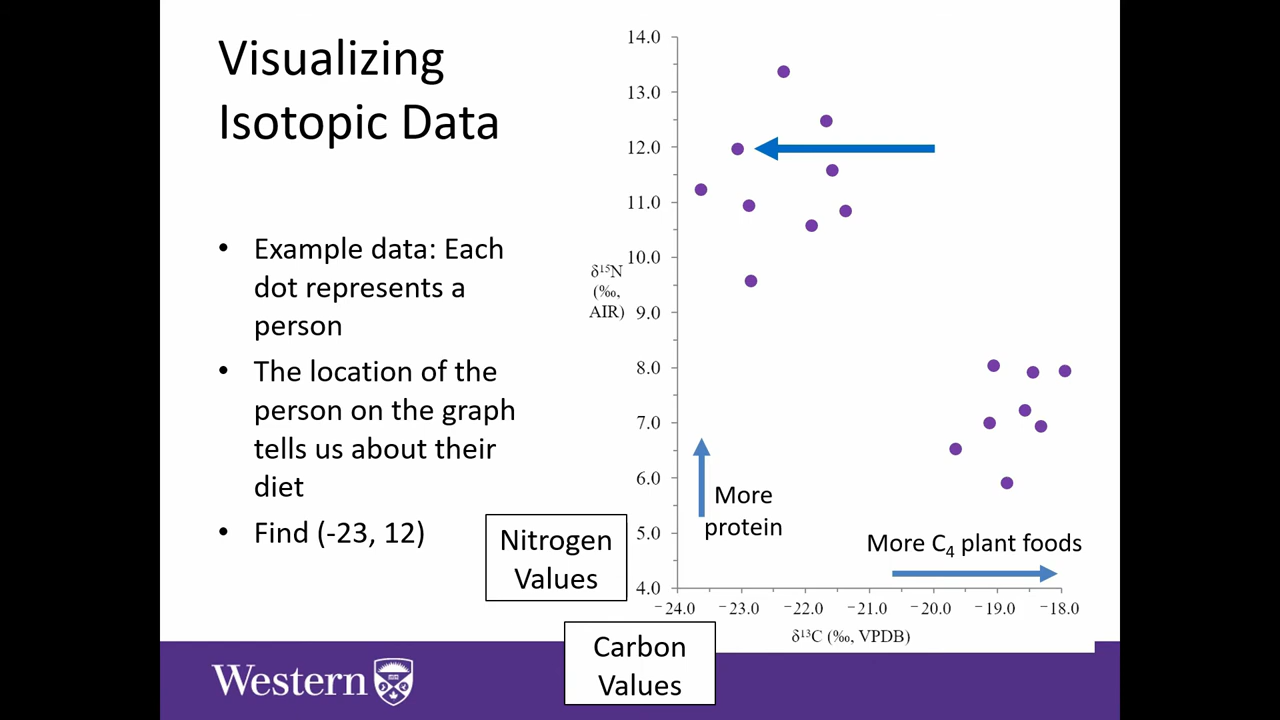 Visualizing
Isotopic Data
• Example data: Each
dot represents a
person
• The location of the
person on the graph
tells us about their
diet
• Find (-23, 12)
14.0
13.0
12.0
11.0
10.0
9.0
8.0
7.0
6.0
5.0
4.0
δ¹⁵N
(‰,
AIR)
More
protein
More C₄ plant foods
−24.0 −23.0 −22.0 −21.0 −20.0 −19.0 −18.0
δ¹³C (‰, VPDB)
Nitrogen
Values
Carbon
Values
Western